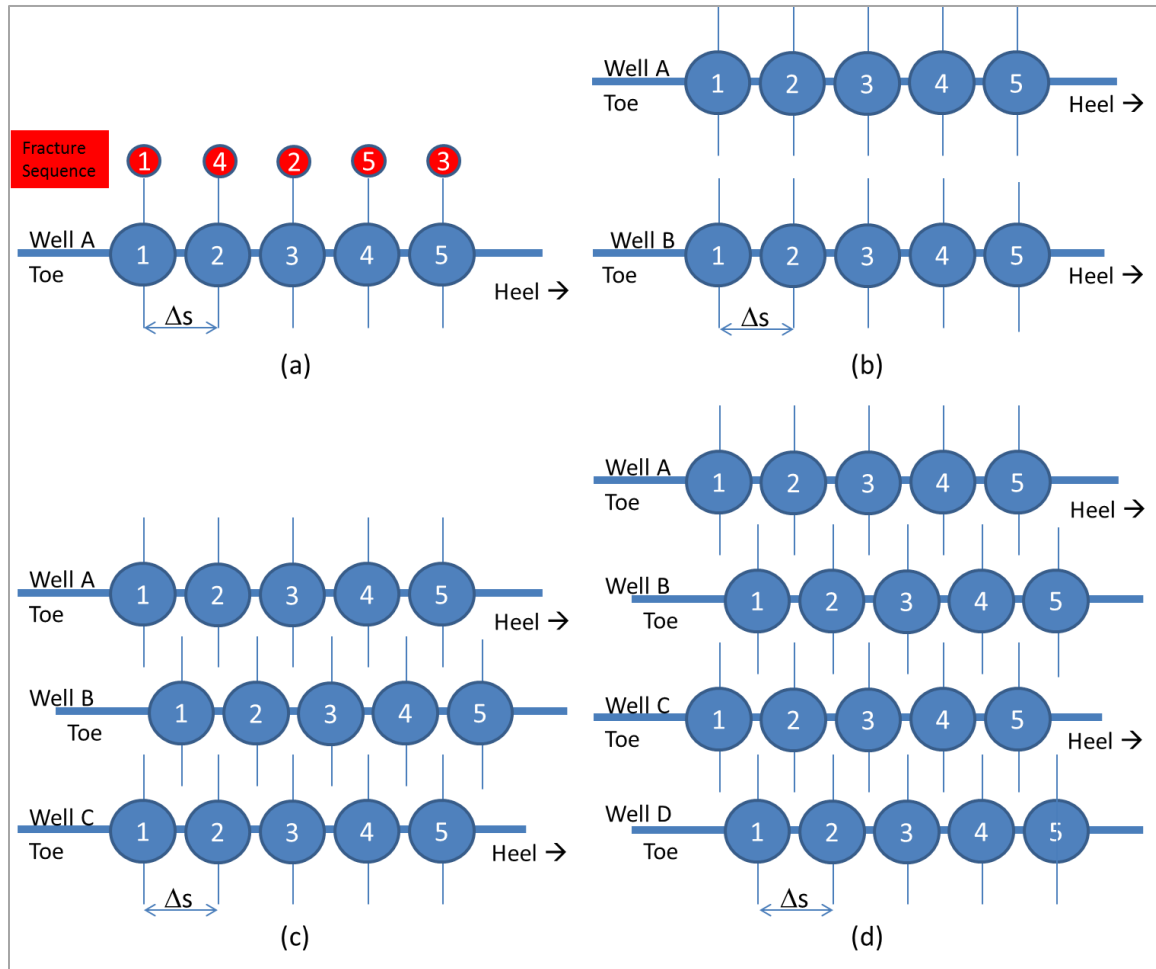 Fracture
Sequence
1 4 2 5 3
Well A
1 2 3 4 5
Toe
Heel →
Δs
(a)
Well A
1 2 3 4 5
Toe
Heel →
Well B
1 2 3 4 5
Toe
Heel →
Δs
(b)
Well A
1 2 3 4 5
Toe
Heel →
Well B
1 2 3 4 5
Toe
Well C
1 2 3 4 5
Toe
Heel →
Δs
(c)
Well A
1 2 3 4 5
Toe
Heel →
Well B
1 2 3 4 5
Toe
Well C
1 2 3 4 5
Toe
Heel →
Well D
1 2 3 4 5
Toe
Δs
(d)